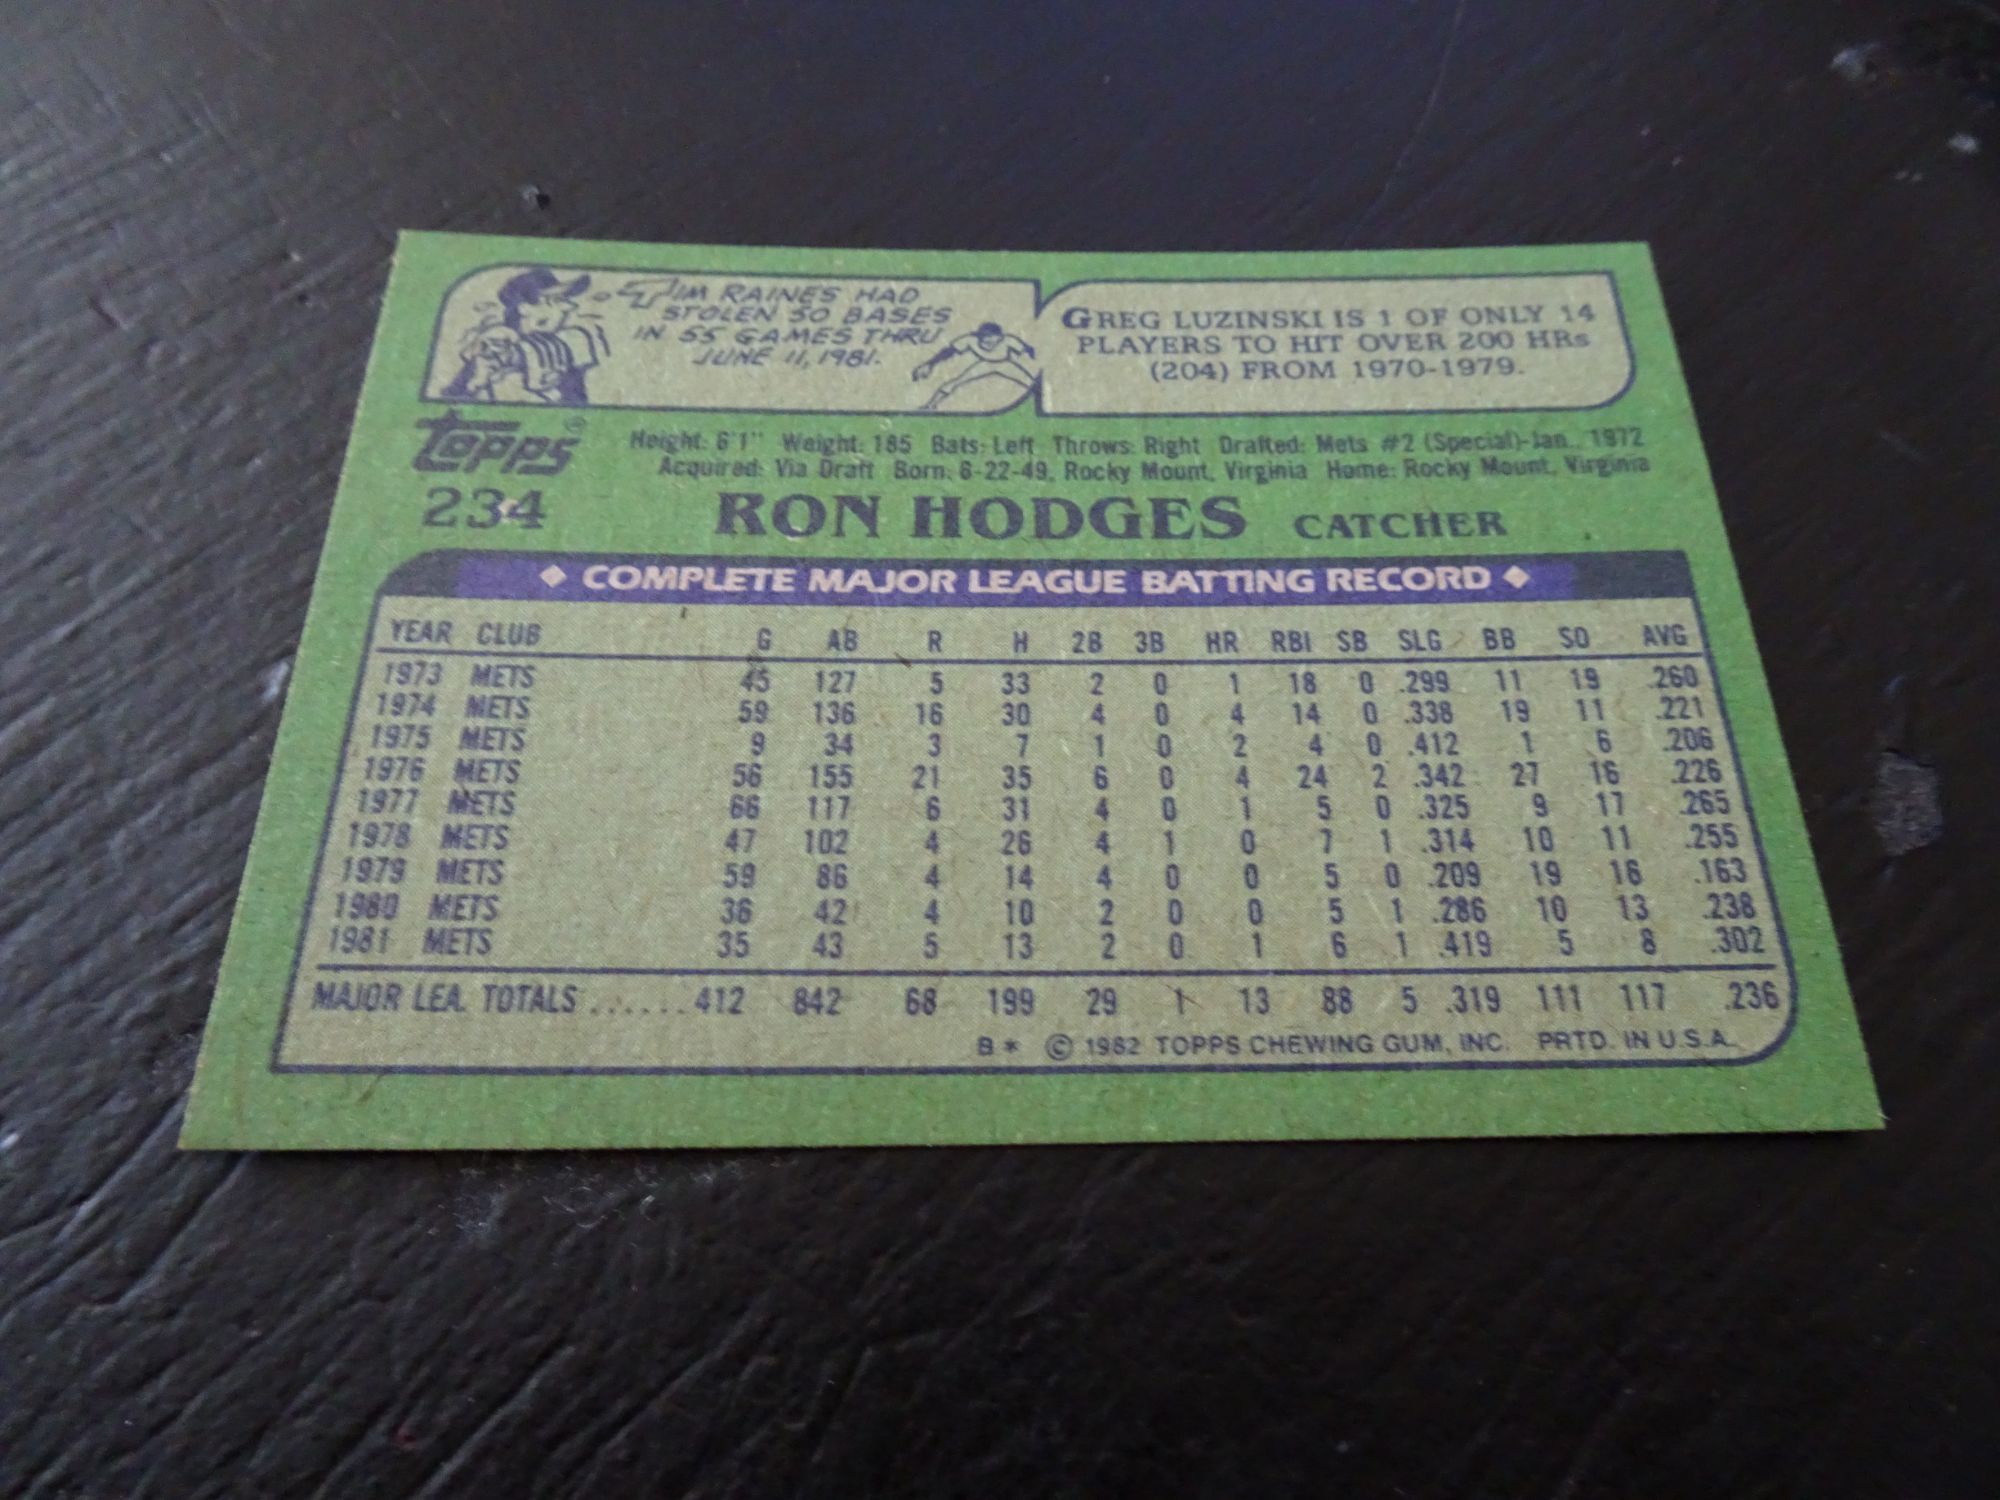 TIM RAINES HAD
STOLEN 50 BASES
IN 55 GAMES THRU
JUNE 11, 1981.
GREG LUZINSKI IS 1 OF ONLY 14
PLAYERS TO HIT OVER 200 HRs
(204) FROM 1970-1979.
topps®
Height: 6'1" Weight: 185 Bats: Left Throws: Right Drafted: Mets #2 (Special)-Jan., 1972
Acquired: Via Draft Born: 6-22-49, Rocky Mount, Virginia Home: Rocky Mount, Virginia
234 RON HODGES CATCHER
◆ COMPLETE MAJOR LEAGUE BATTING RECORD ◆
YEAR CLUB G AB R H 2B 3B HR RBI SB SLG BB SO AVG
1973 METS 45 127 5 33 2 0 1 18 0 .299 11 19 .260
1974 METS 59 136 16 30 4 0 4 14 0 .338 19 11 .221
1975 METS 9 34 3 7 1 0 2 4 0 .412 1 6 .206
1976 METS 56 155 21 35 6 0 4 24 2 .342 27 16 .226
1977 METS 66 117 6 31 4 0 1 5 0 .325 9 17 .265
1978 METS 47 102 4 26 4 1 0 7 1 .314 10 11 .255
1979 METS 59 86 4 14 4 0 0 5 0 .209 19 16 .163
1980 METS 36 42 4 10 2 0 0 5 1 .286 10 13 .238
1981 METS 35 43 5 13 2 0 1 6 1 .419 5 8 .302
MAJOR LEA. TOTALS ...... 412 842 68 199 29 1 13 88 5 .319 111 117 .236
B* © 1982 TOPPS CHEWING GUM, INC. PRTD. IN U.S.A.